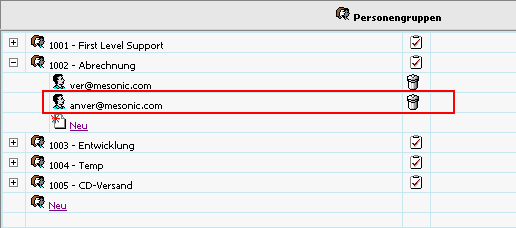 Personengruppen
1001 - First Level Support
1002 - Abrechnung
ver@mesonic.com
anver@mesonic.com
Neu
1003 - Entwicklung
1004 - Temp
1005 - CD-Versand
Neu